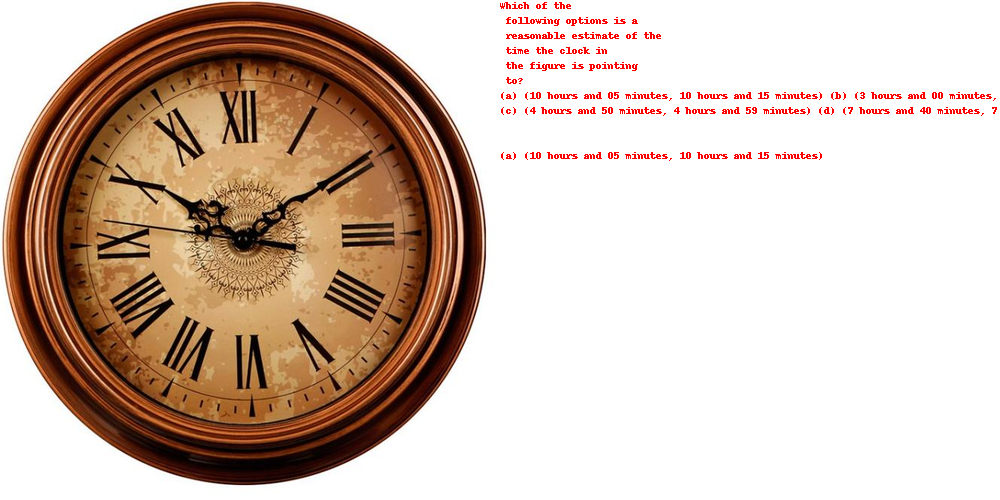 XII
I
II
III
IIII
V
VI
VII
VIII
IX
X
XI
Which of the
following options is a
reasonable estimate of the
time the clock in
the figure is pointing
to?
(a) (10 hours and 05 minutes, 10 hours and 15 minutes) (b) (3 hours and 00 minutes,
(c) (4 hours and 50 minutes, 4 hours and 59 minutes) (d) (7 hours and 40 minutes, 7
(a) (10 hours and 05 minutes, 10 hours and 15 minutes)